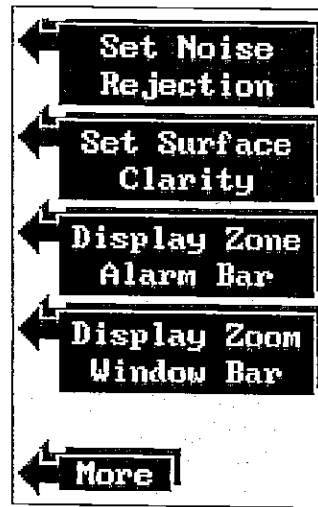 Set Noise
Rejection
Set Surface
Clarity
Display Zone
Alarm Bar
Display Zoom
Window Bar
More